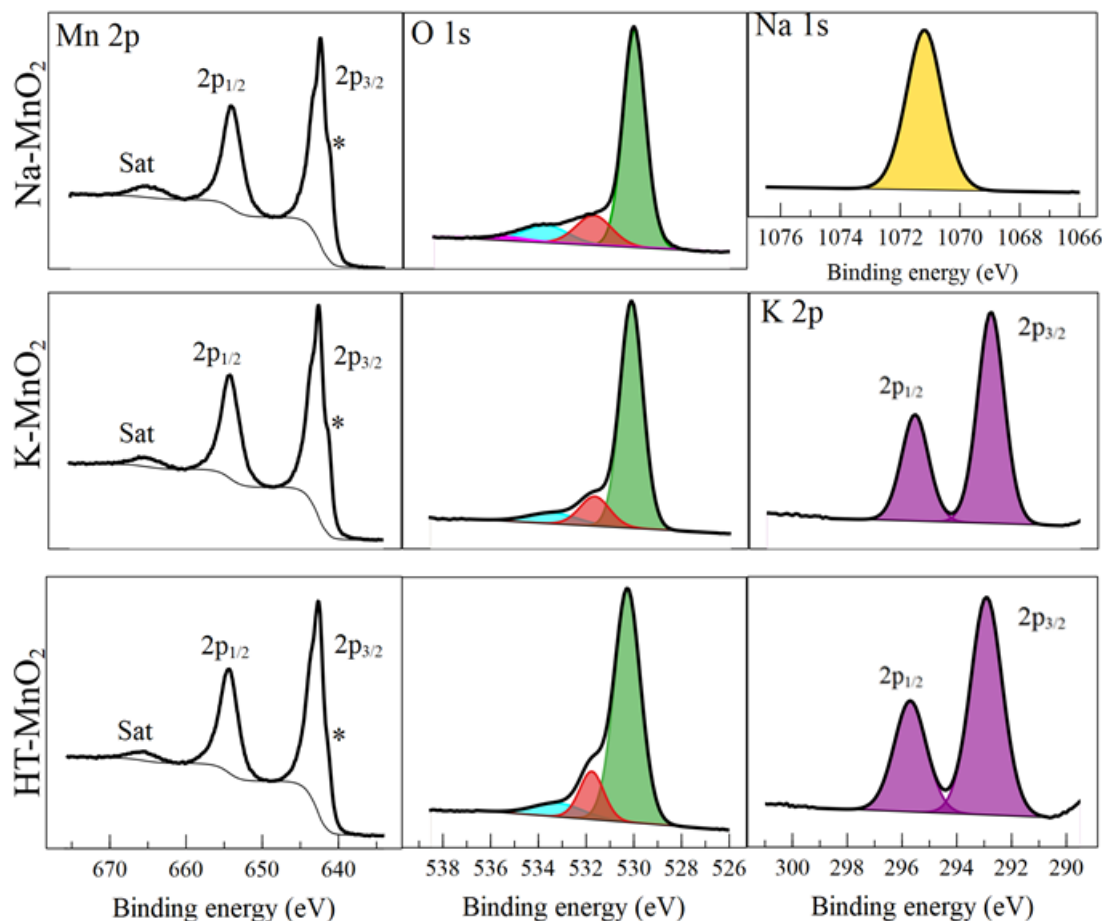 Mn 2p
O 1s
Na 1s
Na-MnO₂
2p₁/₂
2p₃/₂
*
Sat
1076 1074 1072 1070 1068 1066
Binding energy (eV)
K-MnO₂
2p₁/₂
2p₃/₂
*
Sat
K 2p
2p₃/₂
2p₁/₂
HT-MnO₂
2p₁/₂
2p₃/₂
*
Sat
2p₃/₂
2p₁/₂
670 660 650 640
538 536 534 532 530 528 526
300 298 296 294 292 290
Binding energy (eV)
Binding energy (eV)
Binding energy (eV)